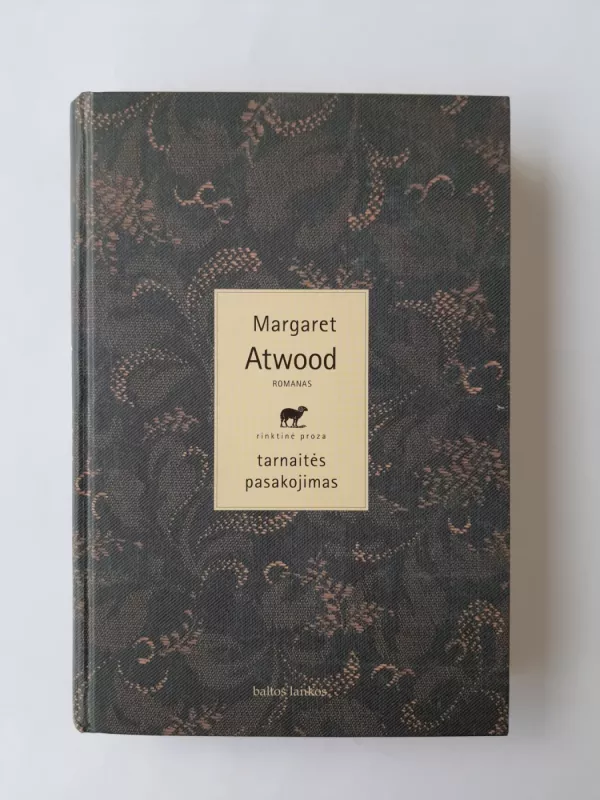 Margaret
Atwood
ROMANAS
rinktinė proza
tarnaitės
pasakojimas
baltos lankos